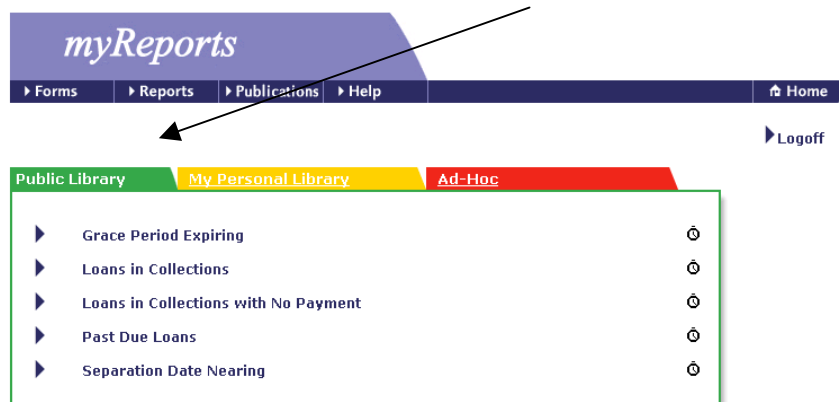 myReports
Forms Reports Publications Help Home
Logoff
Public Library My Personal Library Ad-Hoc
Grace Period Expiring
Loans in Collections
Loans in Collections with No Payment
Past Due Loans
Separation Date Nearing